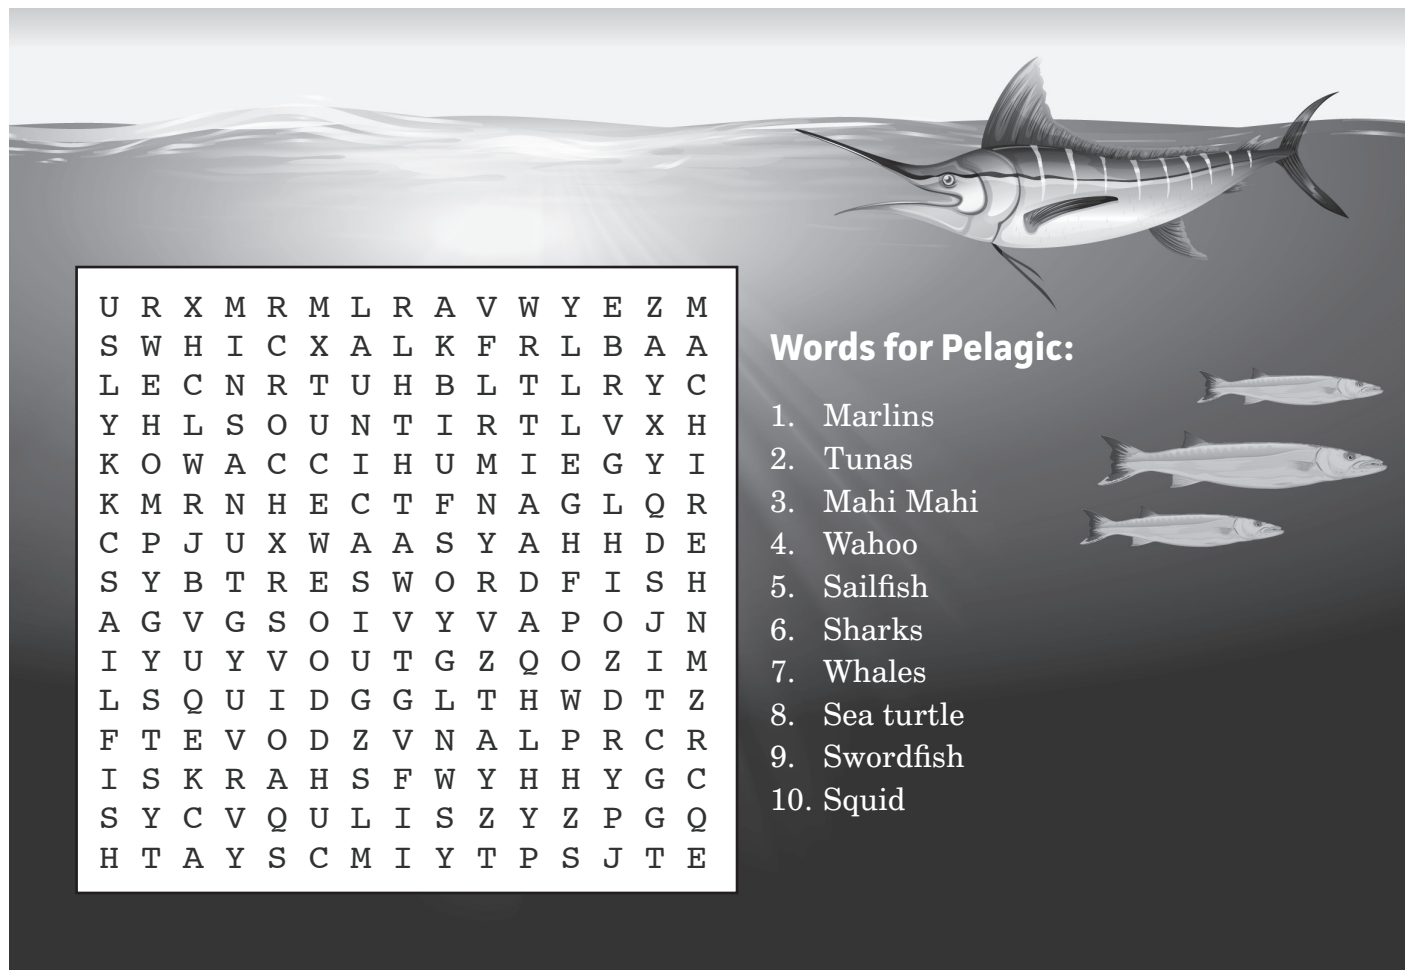 U R X M R M L R A V W Y E Z M
S W H I C X A L K F R L B A A
L E C N R T U H B L T L R Y C
Y H L S O U N T I R T L V X H
K O W A C C I H U M I E G Y I
K M R N H E C T F N A G L Q R
C P J U X W A A S Y A H H D E
S Y B T R E S W O R D F I S H
A G V G S O I V Y V A P O J N
I Y U Y V O U T G Z Q O Z I M
L S Q U I D G G L T H W D T Z
F T E V O D Z V N A L P R C R
I S K R A H S F W Y H H Y G C
S Y C V Q U L I S Z Y Z P G Q
H T A Y S C M I Y T P S J T E
Words for Pelagic:
1. Marlins
2. Tunas
3. Mahi Mahi
4. Wahoo
5. Sailfish
6. Sharks
7. Whales
8. Sea turtle
9. Swordfish
10. Squid